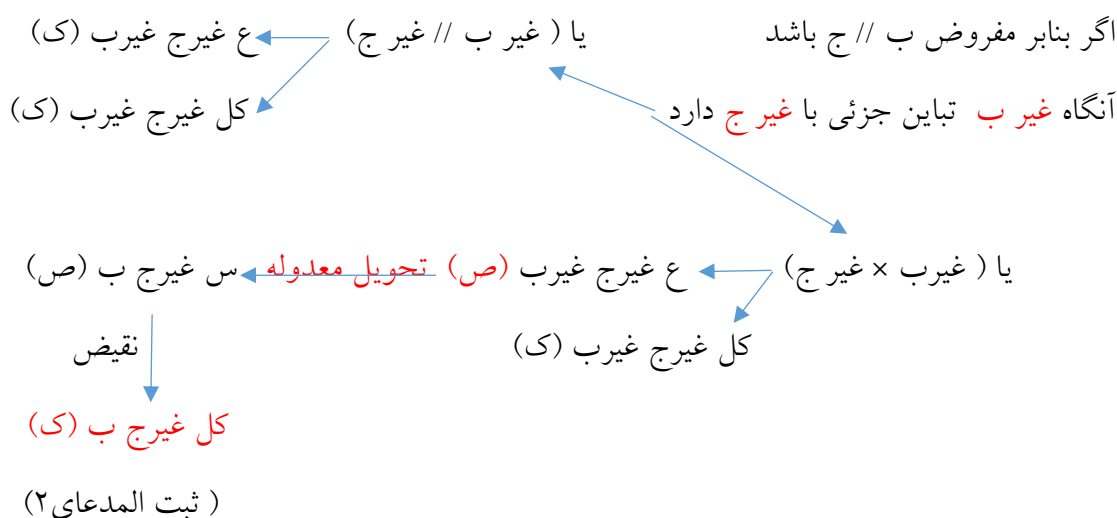 اگر بنابر مفروض ب // ج باشد یا ( غیر ب // غیر ج) ع غیرج غیرب (ک)
آنگاه غیر ب تباین جزئی با غیر ج دارد کل غیرج غیرب (ک)
یا ( غیرب × غیر ج) ع غیرج غیرب (ص) تحویل معدوله س غیرج ب (ص)
کل غیرج غیرب (ک) نقیض
کل غیرج ب (ک)
( ثبت المدعای۲)